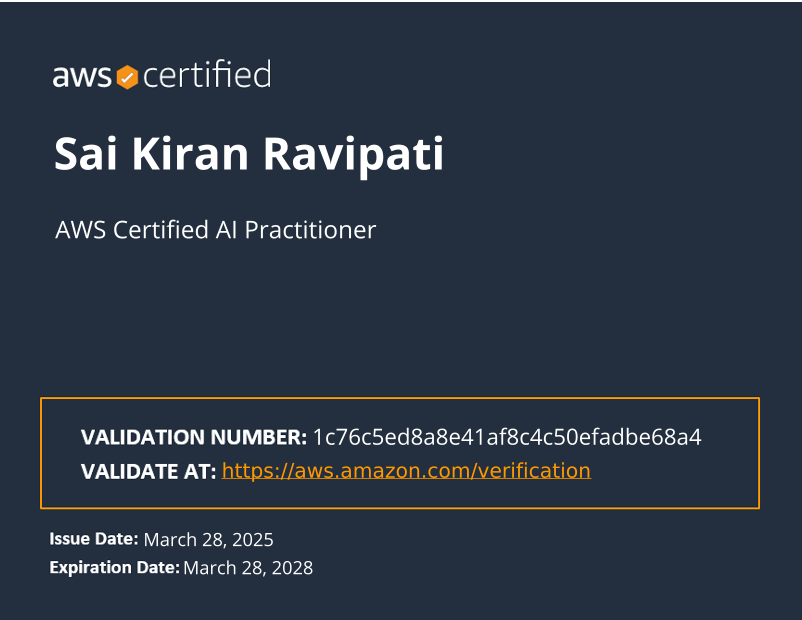 aws certified
Sai Kiran Ravipati
AWS Certified AI Practitioner
VALIDATION NUMBER: 1c76c5ed8a8e41af8c4c50efadbe68a4
VALIDATE AT: https://aws.amazon.com/verification
Issue Date: March 28, 2025
Expiration Date: March 28, 2028